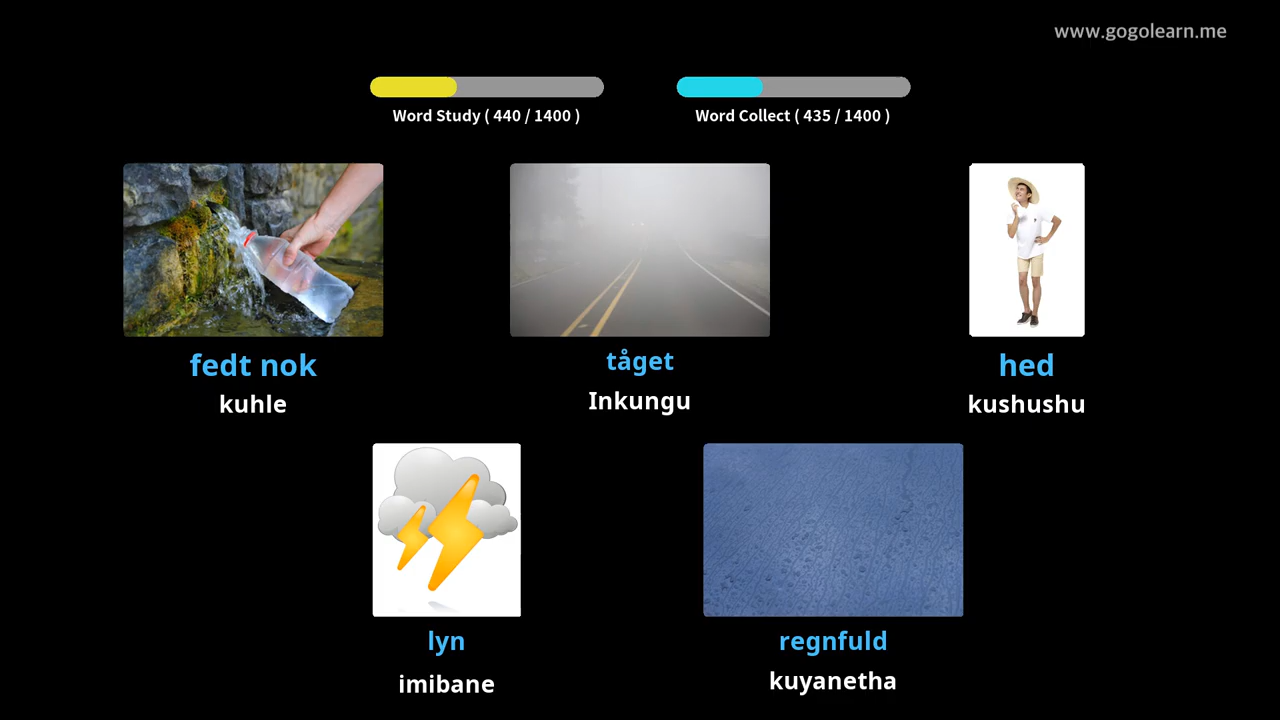 www.gogolearn.me
Word Study ( 440 / 1400 )
Word Collect ( 435 / 1400 )
fedt nok
kuhle
tåget
Inkungu
hed
kushushu
lyn
imibane
regnfuld
kuyanetha